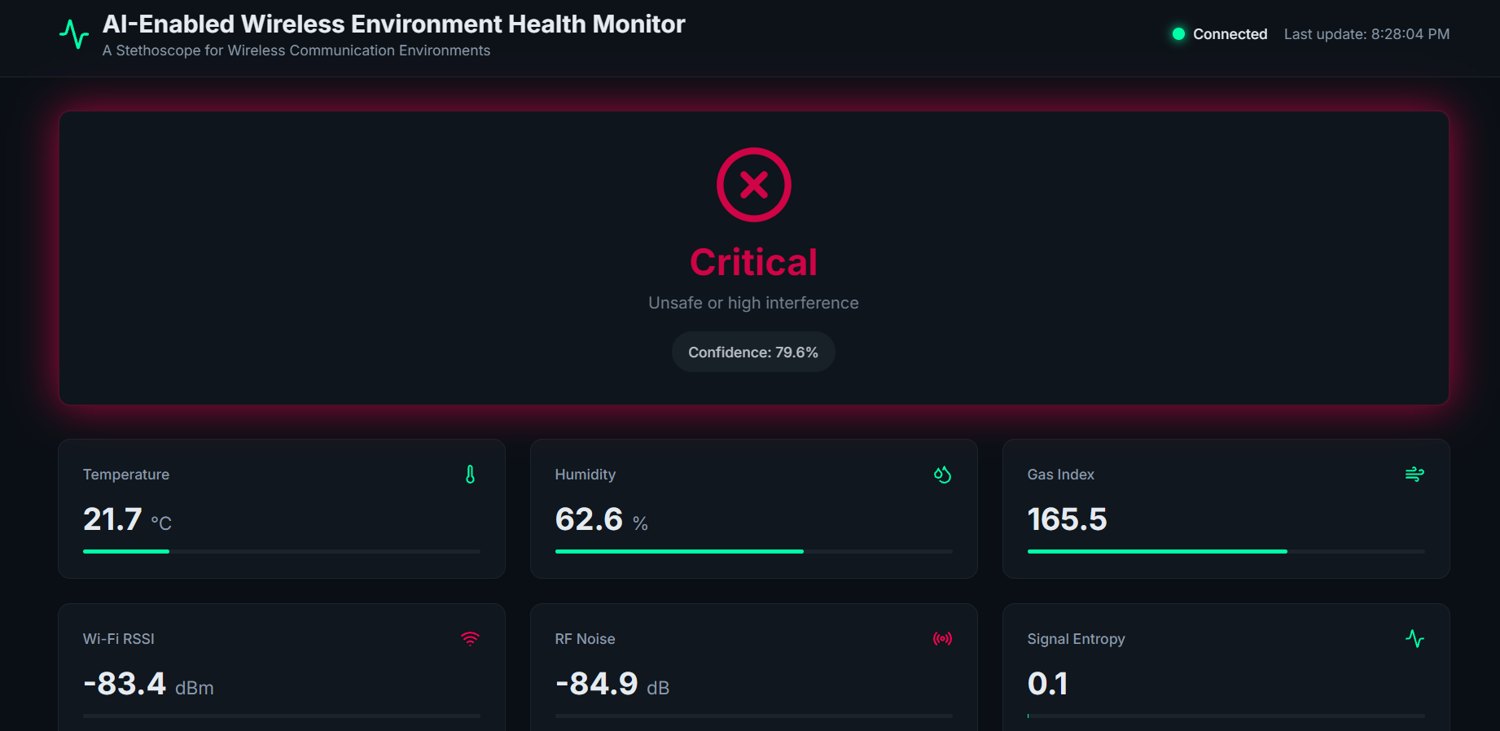 AI-Enabled Wireless Environment Health Monitor
A Stethoscope for Wireless Communication Environments
Connected Last update: 8:28:04 PM
Critical
Unsafe or high interference
Confidence: 79.6%
Temperature
21.7 °C
Humidity
62.6 %
Gas Index
165.5
Wi-Fi RSSI
-83.4 dBm
RF Noise
-84.9 dB
Signal Entropy
0.1